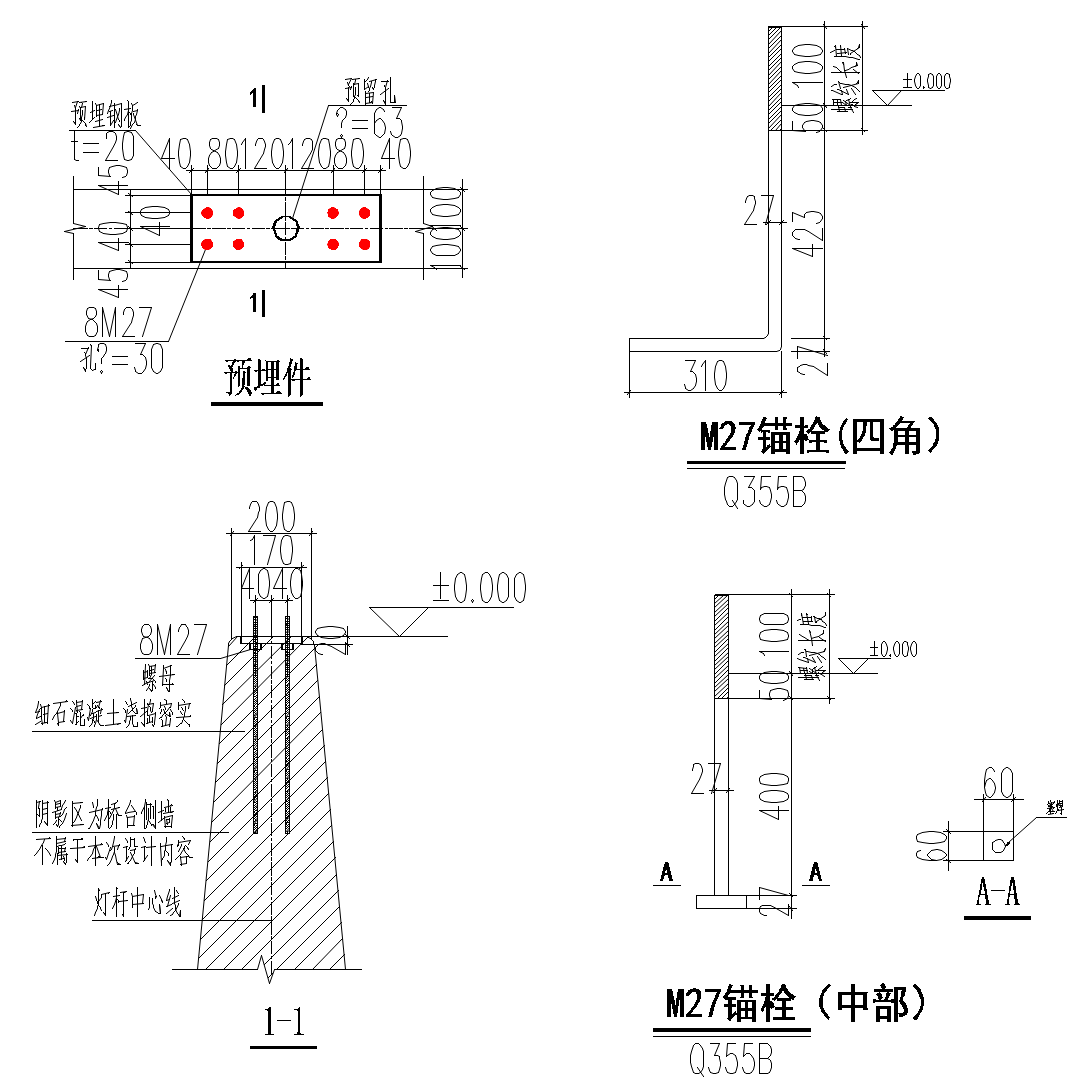 1
预留孔
?=63
预埋钢板
t=20
40 80 120 120 80 40
45
40
40
45
100
100
1
8M27
孔?=30
预埋件
100
50
螺纹长度
±0.000
27
423
27
310
M27锚栓(四角)
Q355B
200
170
40 40
±0.000
20
8M27
螺母
细石混凝土浇捣密实
阴影区为桥台侧墙
不属于本次设计内容
灯杆中心线
1-1
100
50
螺纹长度
±0.000
27
400
27
A
A
60
60
塞焊
A-A
M27锚栓（中部）
Q355B